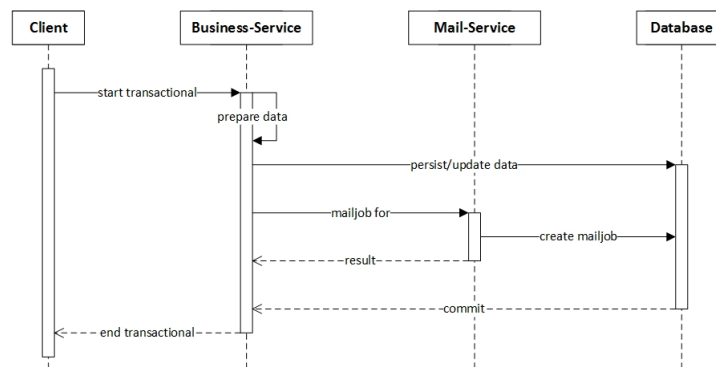 Client
Business-Service
Mail-Service
Database
start transactional
prepare data
persist/update data
mailjob for
create mailjob
result
commit
end transactional